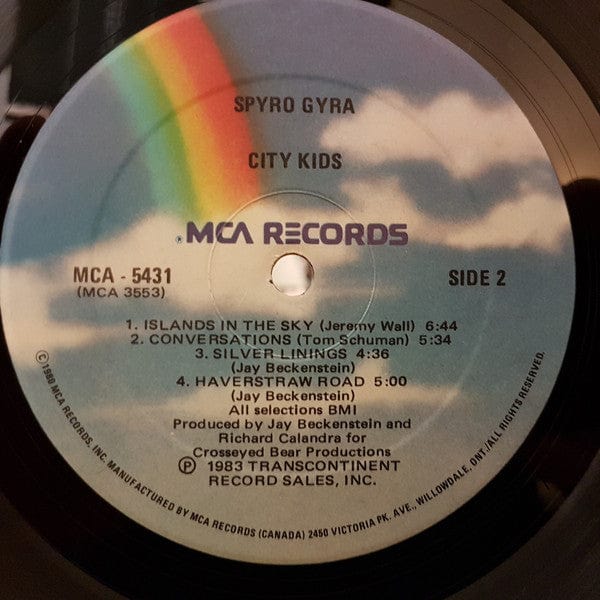 SPYRO GYRA
CITY KIDS
®MCA RECORDS
MCA - 5431
(MCA 3553)
SIDE 2
1. ISLANDS IN THE SKY (Jeremy Wall) 6:44
2. CONVERSATIONS (Tom Schuman) 5:34
3. SILVER LININGS 4:36
(Jay Beckenstein)
4. HAVERSTRAW ROAD 5:00
(Jay Beckenstein)
All selections BMI
Produced by Jay Beckenstein and
Richard Calandra for
Crosseyed Bear Productions
℗ 1983 TRANSCONTINENT
RECORD SALES, INC.
©1980 MCA RECORDS, INC. MANUFACTURED BY MCA RECORDS (CANADA) 2450 VICTORIA PK. AVE., WILLOWDALE, ONT./ALL RIGHTS RESERVED.